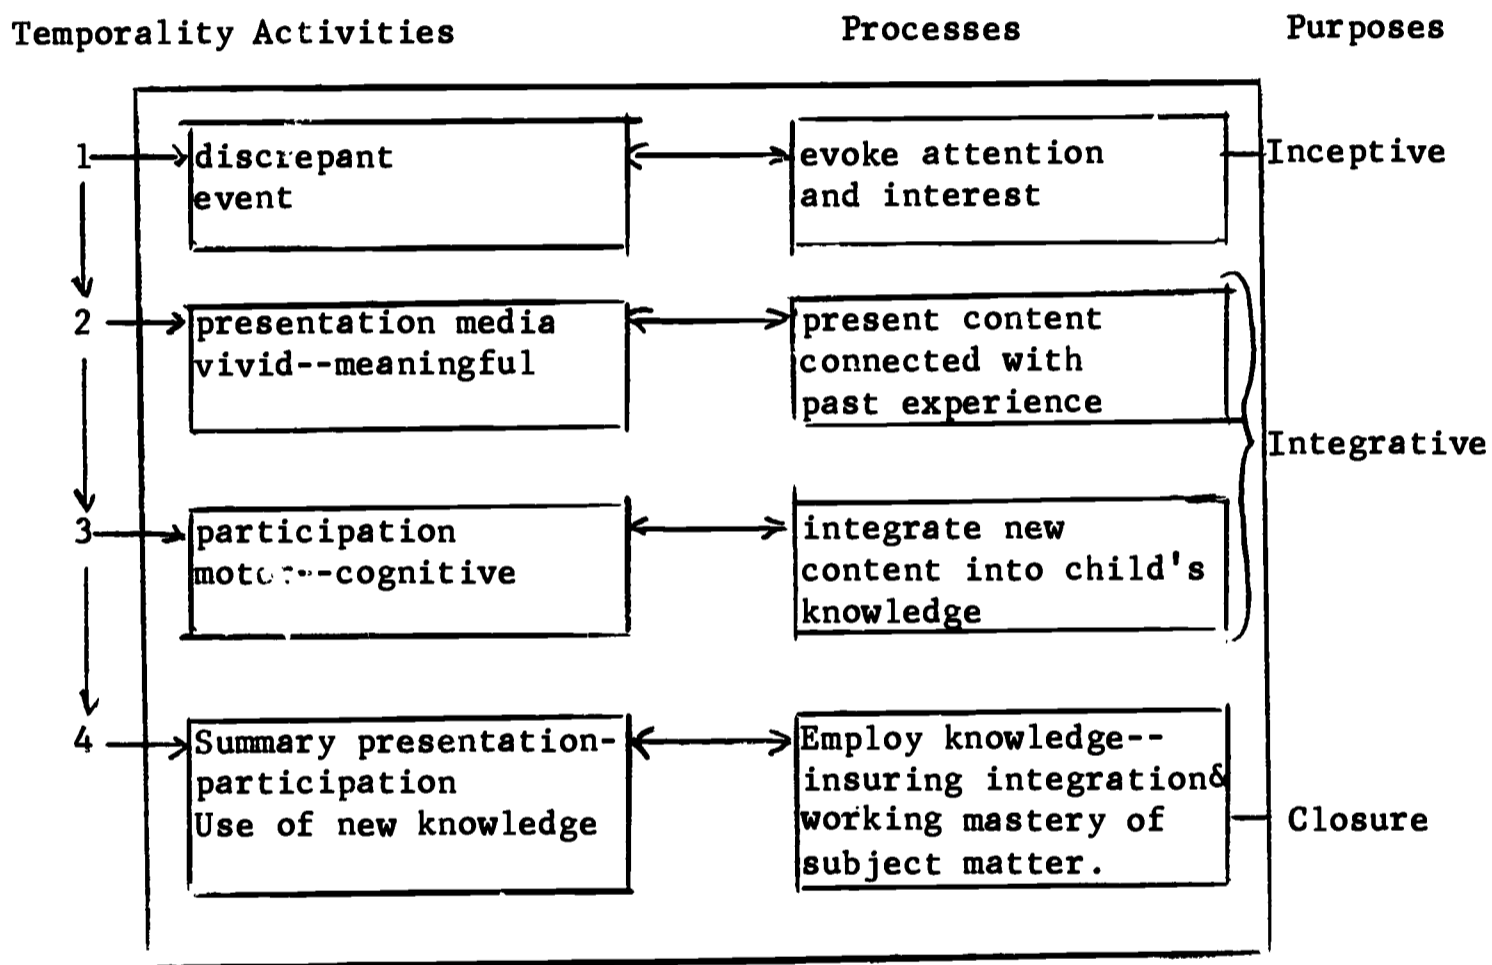 Temporality Activities Processes Purposes
1 discrepant evoke attention Inceptive
event and interest
2 presentation media present content
vivid--meaningful connected with
past experience
Integrative
3 participation integrate new
motor--cognitive content into child's
knowledge
4 Summary presentation- Employ knowledge--
participation insuring integration&
Use of new knowledge working mastery of Closure
subject matter.